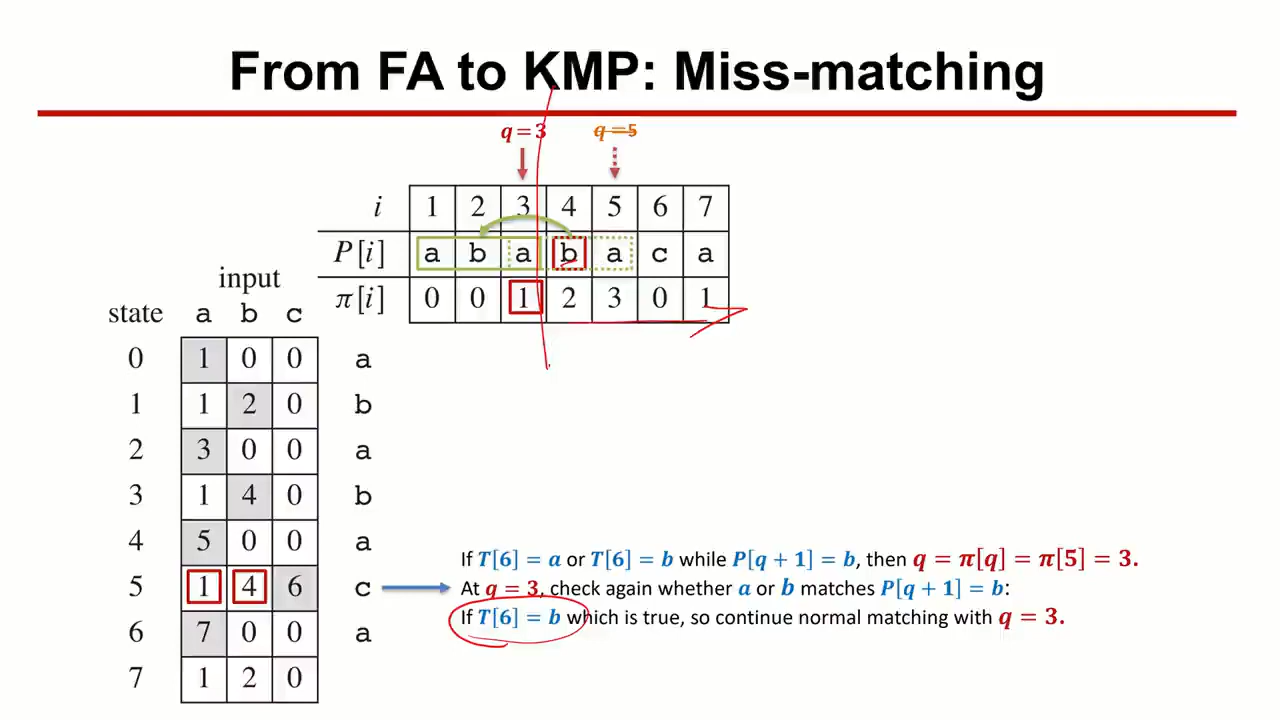 From FA to KMP: Miss-matching
q = 3 q = 5
i 1 2 3 4 5 6 7
P[i] a b a b a c a
π[i] 0 0 1 2 3 0 1
input
state a b c
0 1 0 0 a
1 1 2 0 b
2 3 0 0 a
3 1 4 0 b
4 5 0 0 a
5 1 4 6 c
6 7 0 0 a
7 1 2 0
If T[6] = a or T[6] = b while P[q + 1] = b, then q = π[q] = π[5] = 3.
At q = 3, check again whether a or b matches P[q + 1] = b:
If T[6] = b which is true, so continue normal matching with q = 3.